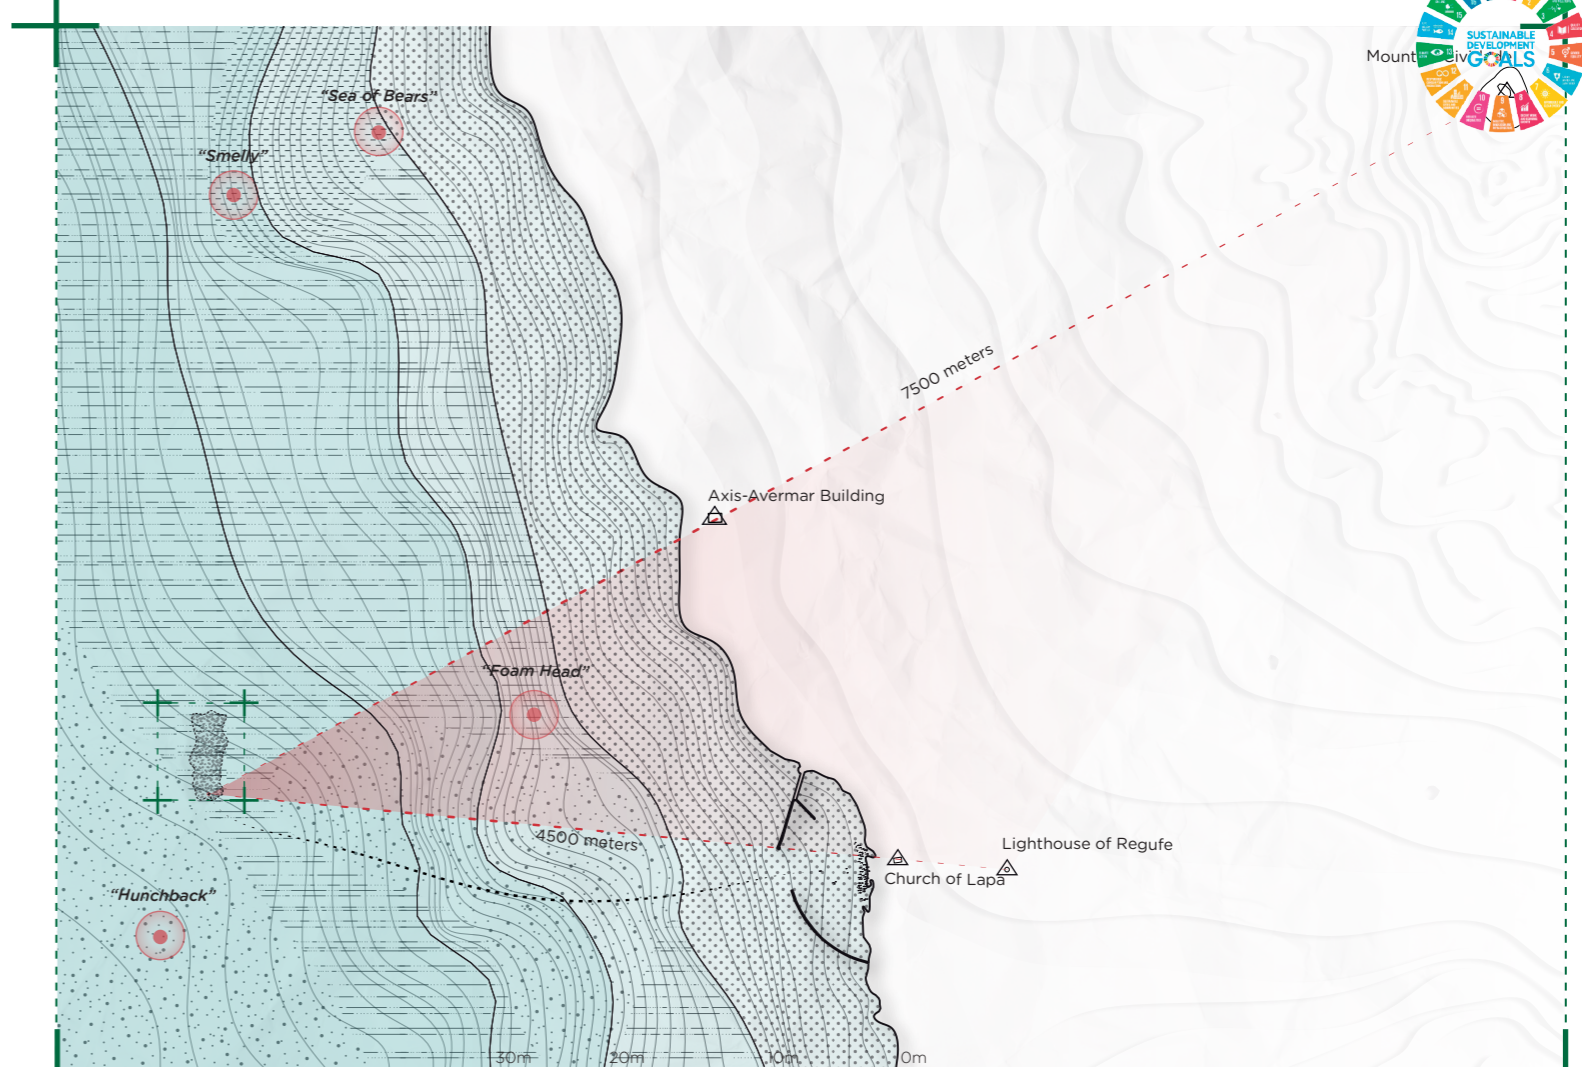 Mount
SUSTAINABLE
DEVELOPMENT
GOALS
“Sea of Bears”
“Smelly”
7500 meters
Axis-Avermar Building
“Foam Head”
4500 meters
Lighthouse of Regufe
Church of Lapa
“Hunchback”
30m
20m
10m
0m